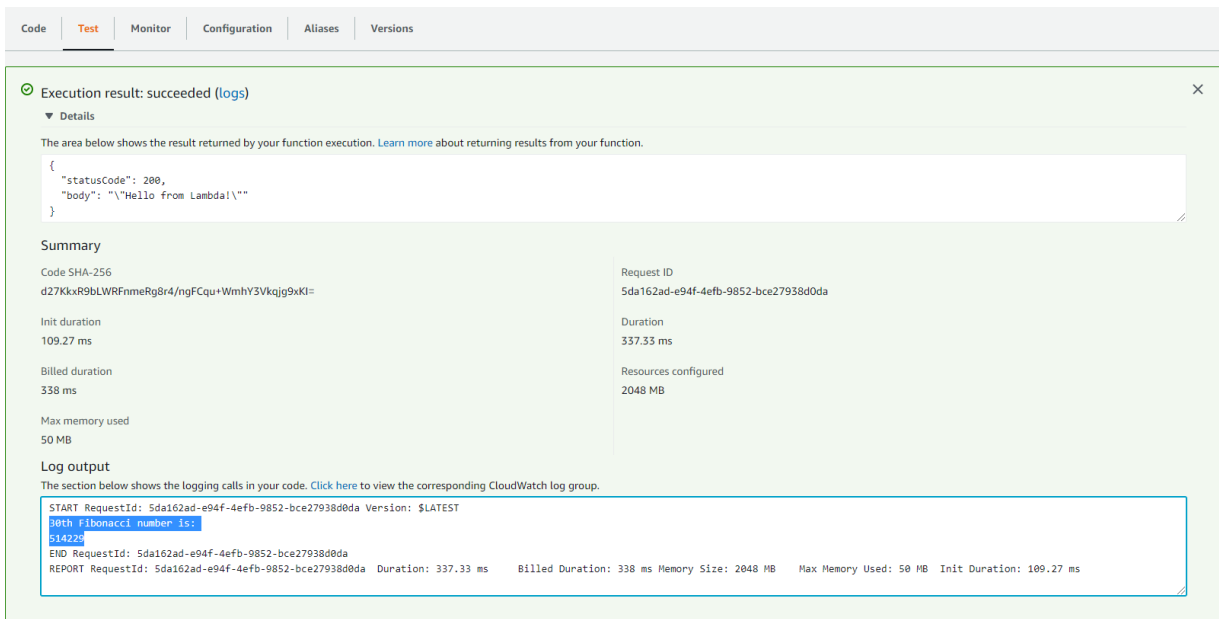 Code Test Monitor Configuration Aliases Versions
Execution result: succeeded (logs)
▼ Details
The area below shows the result returned by your function execution. Learn more about returning results from your function.
{
"statusCode": 200,
"body": "\"Hello from Lambda!\""
}
Summary
Code SHA-256
d27KkxR9bLWRFnmeRg8r4/ngFCqu+WmhY3Vkqjg9xKI=
Request ID
5da162ad-e94f-4efb-9852-bce27938d0da
Init duration
109.27 ms
Duration
337.33 ms
Billed duration
338 ms
Resources configured
2048 MB
Max memory used
50 MB
Log output
The section below shows the logging calls in your code. Click here to view the corresponding CloudWatch log group.
START RequestId: 5da162ad-e94f-4efb-9852-bce27938d0da Version: $LATEST
30th Fibonacci number is:
514229
END RequestId: 5da162ad-e94f-4efb-9852-bce27938d0da
REPORT RequestId: 5da162ad-e94f-4efb-9852-bce27938d0da Duration: 337.33 ms Billed Duration: 338 ms Memory Size: 2048 MB Max Memory Used: 50 MB Init Duration: 109.27 ms